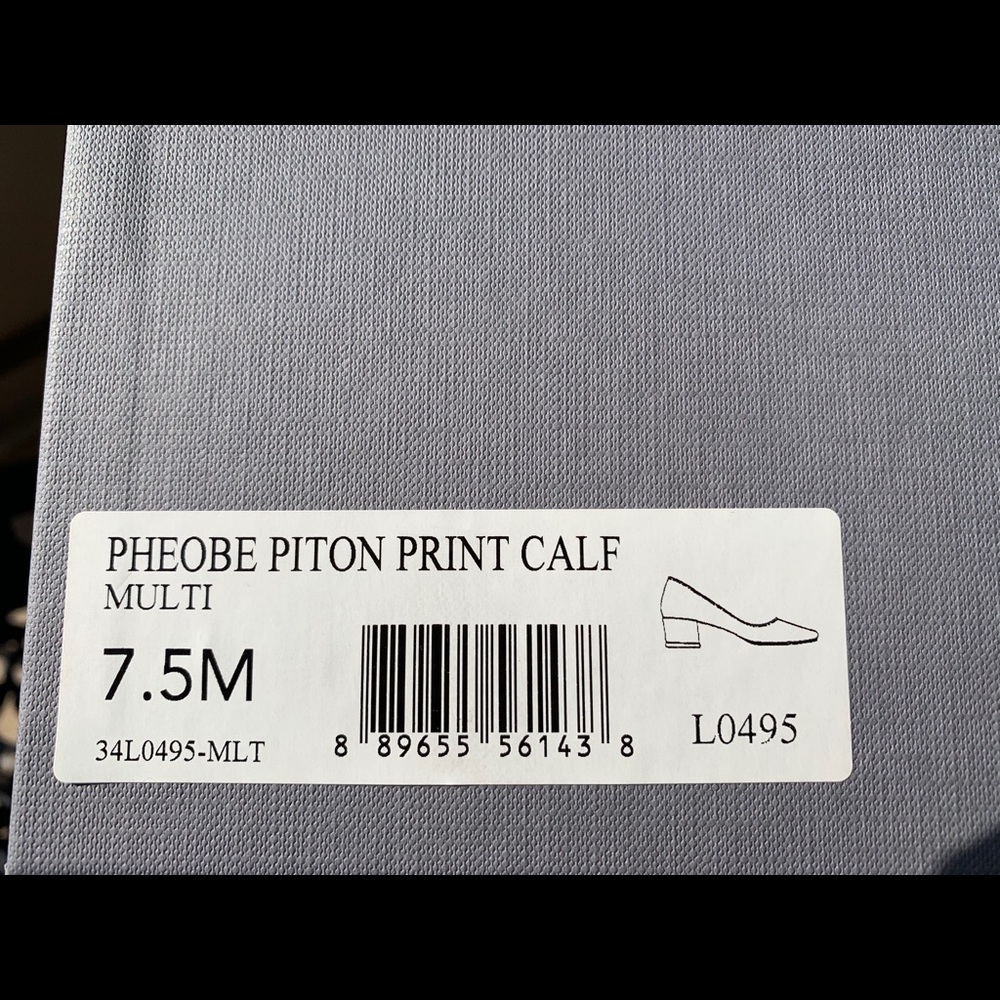 PHEOBE PITON PRINT CALF
MULTI
7.5M
34L0495-MLT
8 89655 56143 8
L0495